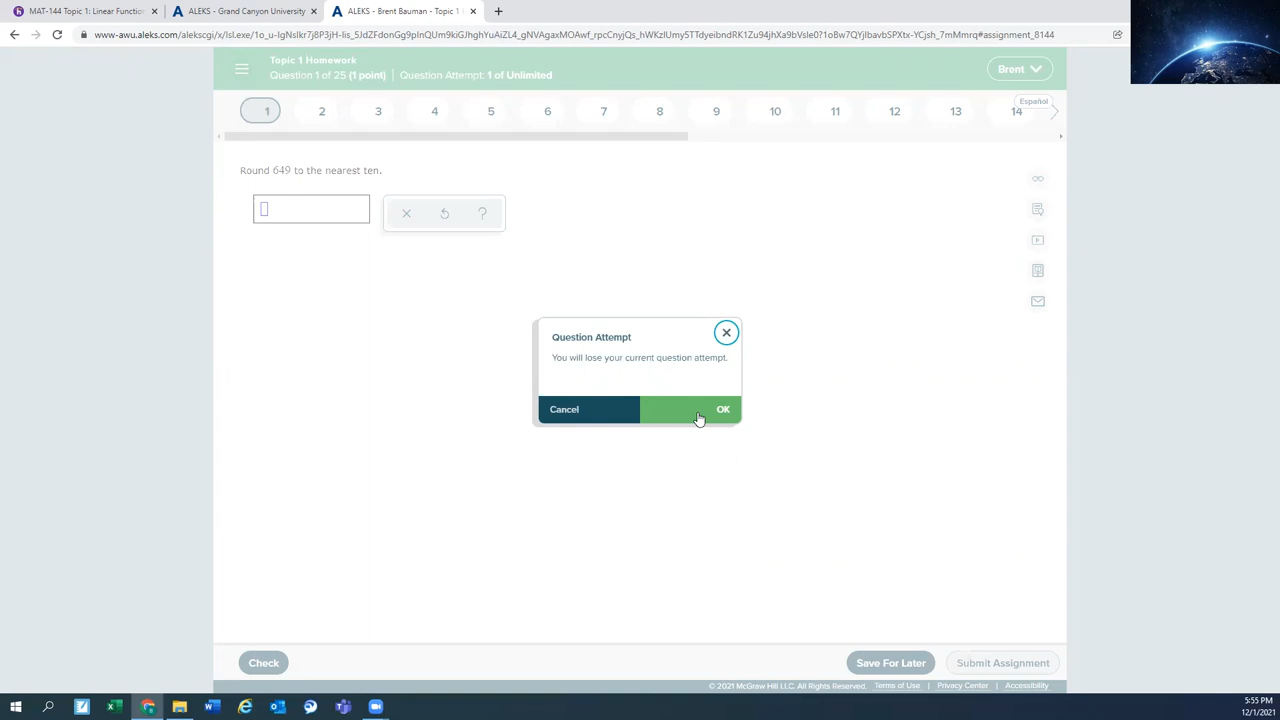 MAT-144 Topic 1: Linear Function
ALEKS - Grand Canyon University
ALEKS - Brent Bauman - Topic 1
Topic 1 Homework
Question 1 of 25 (1 point) | Question Attempt: 1 of Unlimited
Brent
1 2 3 4 5 6 7 8 9 10 11 12 13 14
Español
Round 649 to the nearest ten.
Question Attempt
You will lose your current question attempt.
Cancel OK
Check Save For Later Submit Assignment
© 2021 McGraw Hill LLC. All Rights Reserved. Terms of Use | Privacy Center | Accessibility
5:55 PM
12/1/2021